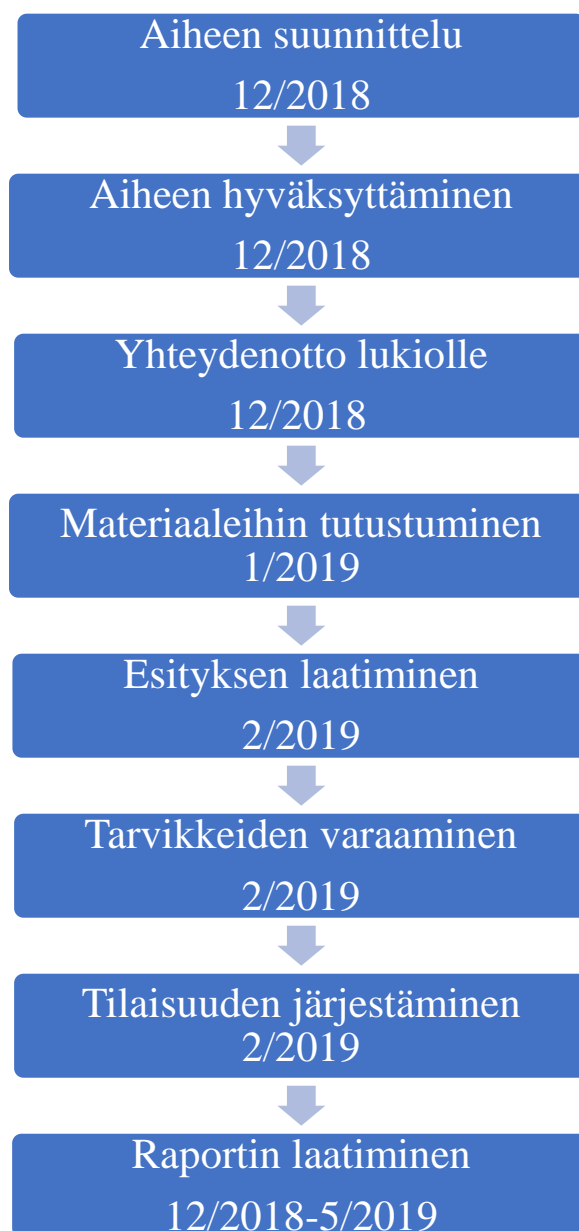 Aiheen suunnittelu
12/2018
Aiheen hyväksyttäminen
12/2018
Yhteydenotto lukiolle
12/2018
Materiaaleihin tutustuminen
1/2019
Esityksen laatiminen
2/2019
Tarvikkeiden varaaminen
2/2019
Tilaisuuden järjestäminen
2/2019
Raportin laatiminen
12/2018-5/2019